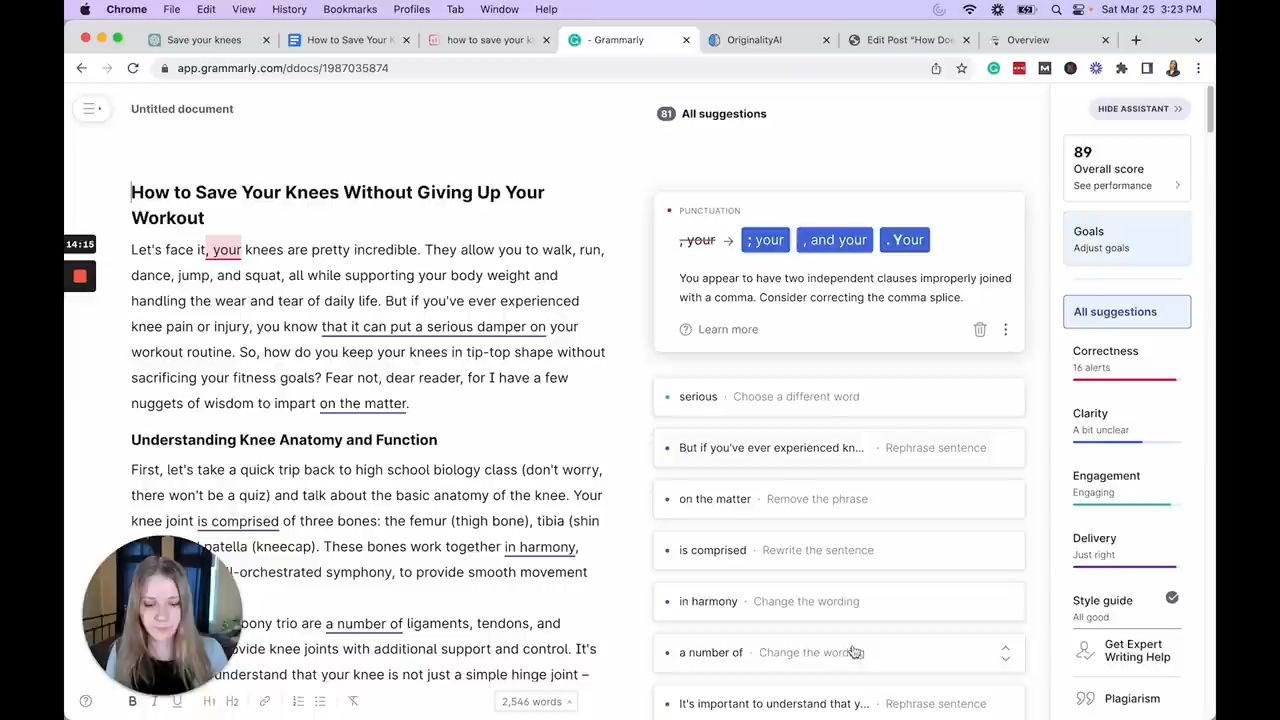 Chrome File Edit View History Bookmarks Profiles Tab Window Help Sat Mar 25 3:23 PM
Save your knees How to Save Your K how to save your k - Grammarly OriginalityAI Edit Post "How Doe Overview
app.grammarly.com/ddocs/1987035874
Untitled document
81 All suggestions
HIDE ASSISTANT
How to Save Your Knees Without Giving Up Your
Workout
Let's face it, your knees are pretty incredible. They allow you to walk, run,
dance, jump, and squat, all while supporting your body weight and
handling the wear and tear of daily life. But if you've ever experienced
knee pain or injury, you know that it can put a serious damper on your
workout routine. So, how do you keep your knees in tip-top shape without
sacrificing your fitness goals? Fear not, dear reader, for I have a few
nuggets of wisdom to impart on the matter.
Understanding Knee Anatomy and Function
First, let's take a quick trip back to high school biology class (don't worry,
there won't be a quiz) and talk about the basic anatomy of the knee. Your
knee joint is comprised of three bones: the femur (thigh bone), tibia (shin
patella (kneecap). These bones work together in harmony,
l-orchestrated symphony, to provide smooth movement
bony trio are a number of ligaments, tendons, and
ovide knee joints with additional support and control. It's
understand that your knee is not just a simple hinge joint –
14:15
B I U H1 H2
2,546 words
PUNCTUATION
, your → ; your , and your . Your
You appear to have two independent clauses improperly joined
with a comma. Consider correcting the comma splice.
Learn more
serious · Choose a different word
But if you've ever experienced kn... · Rephrase sentence
on the matter · Remove the phrase
is comprised · Rewrite the sentence
in harmony · Change the wording
a number of · Change the wording
It's important to understand that y... · Rephrase sentence
89
Overall score
See performance
Goals
Adjust goals
All suggestions
Correctness
16 alerts
Clarity
A bit unclear
Engagement
Engaging
Delivery
Just right
Style guide
All good
Get Expert
Writing Help
Plagiarism